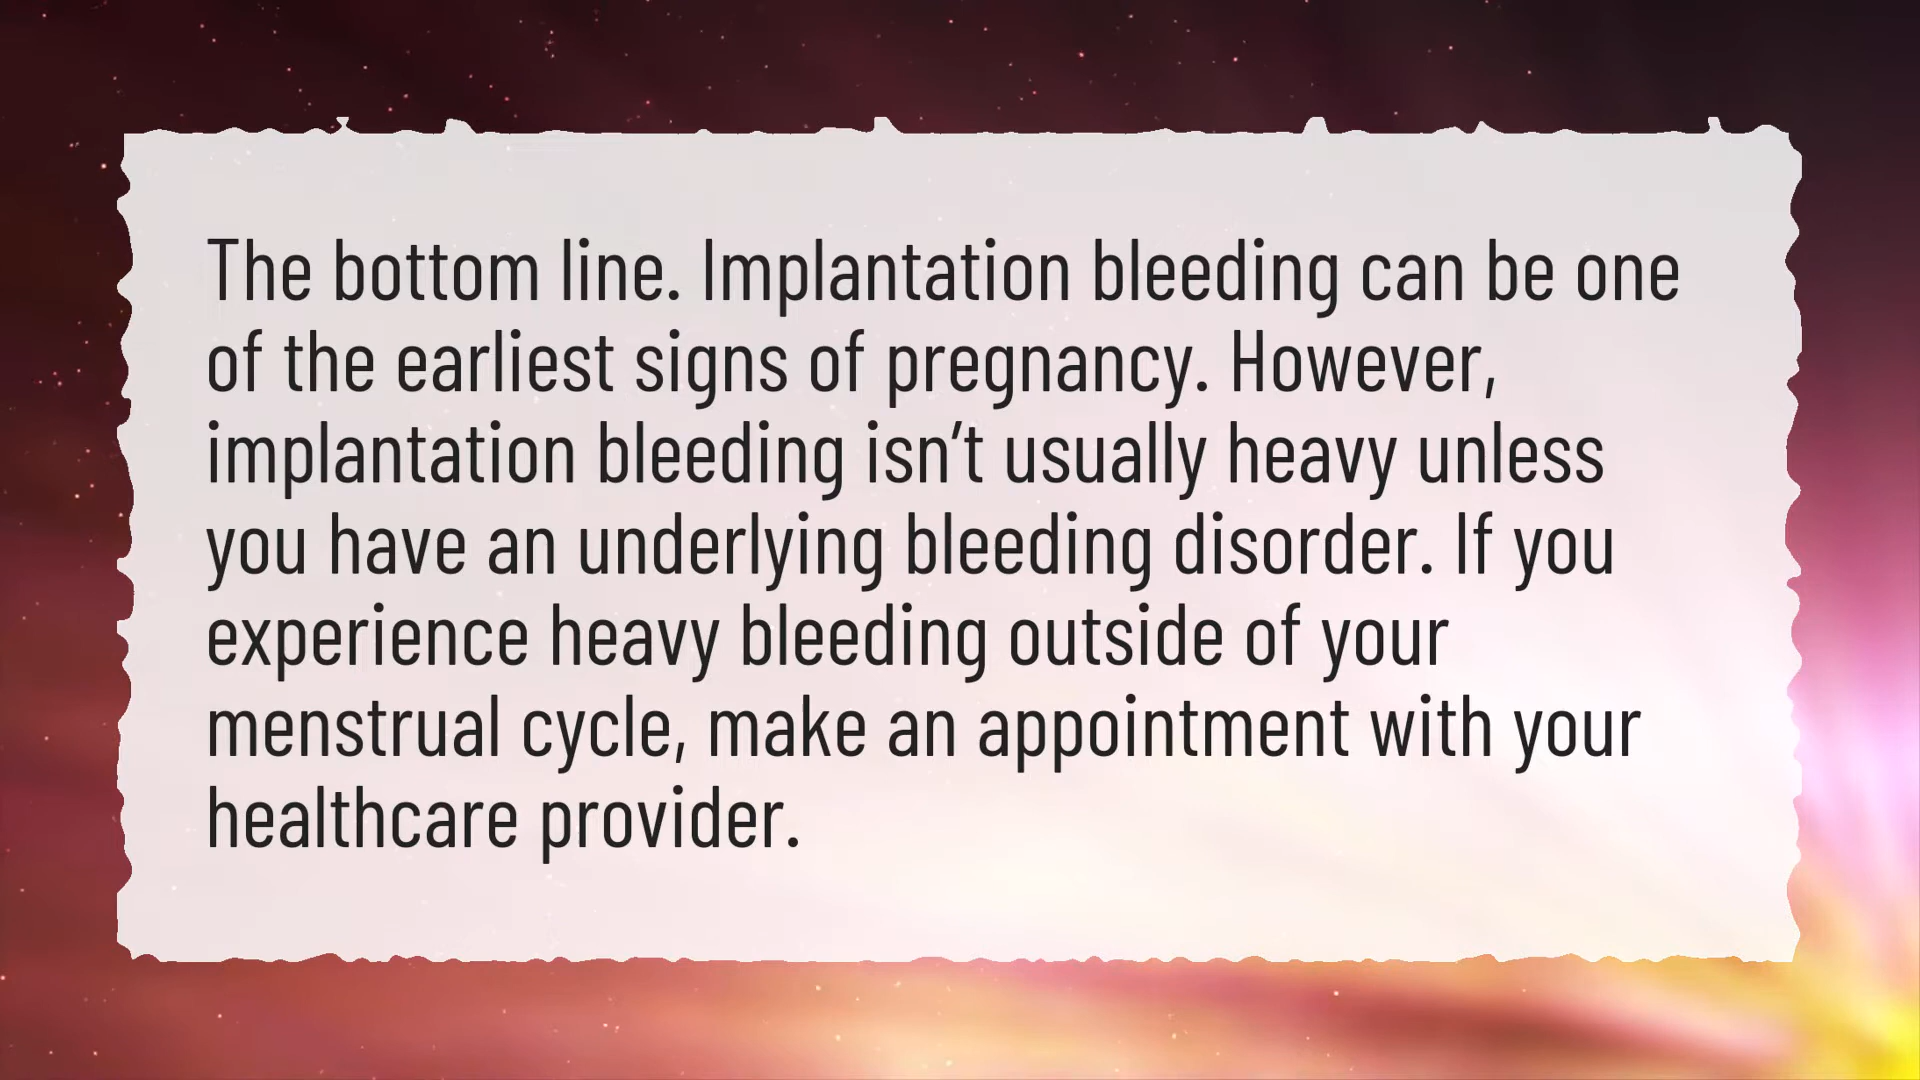 The bottom line. Implantation bleeding can be one
of the earliest signs of pregnancy. However,
implantation bleeding isn’t usually heavy unless
you have an underlying bleeding disorder. If you
experience heavy bleeding outside of your
menstrual cycle, make an appointment with your
healthcare provider.